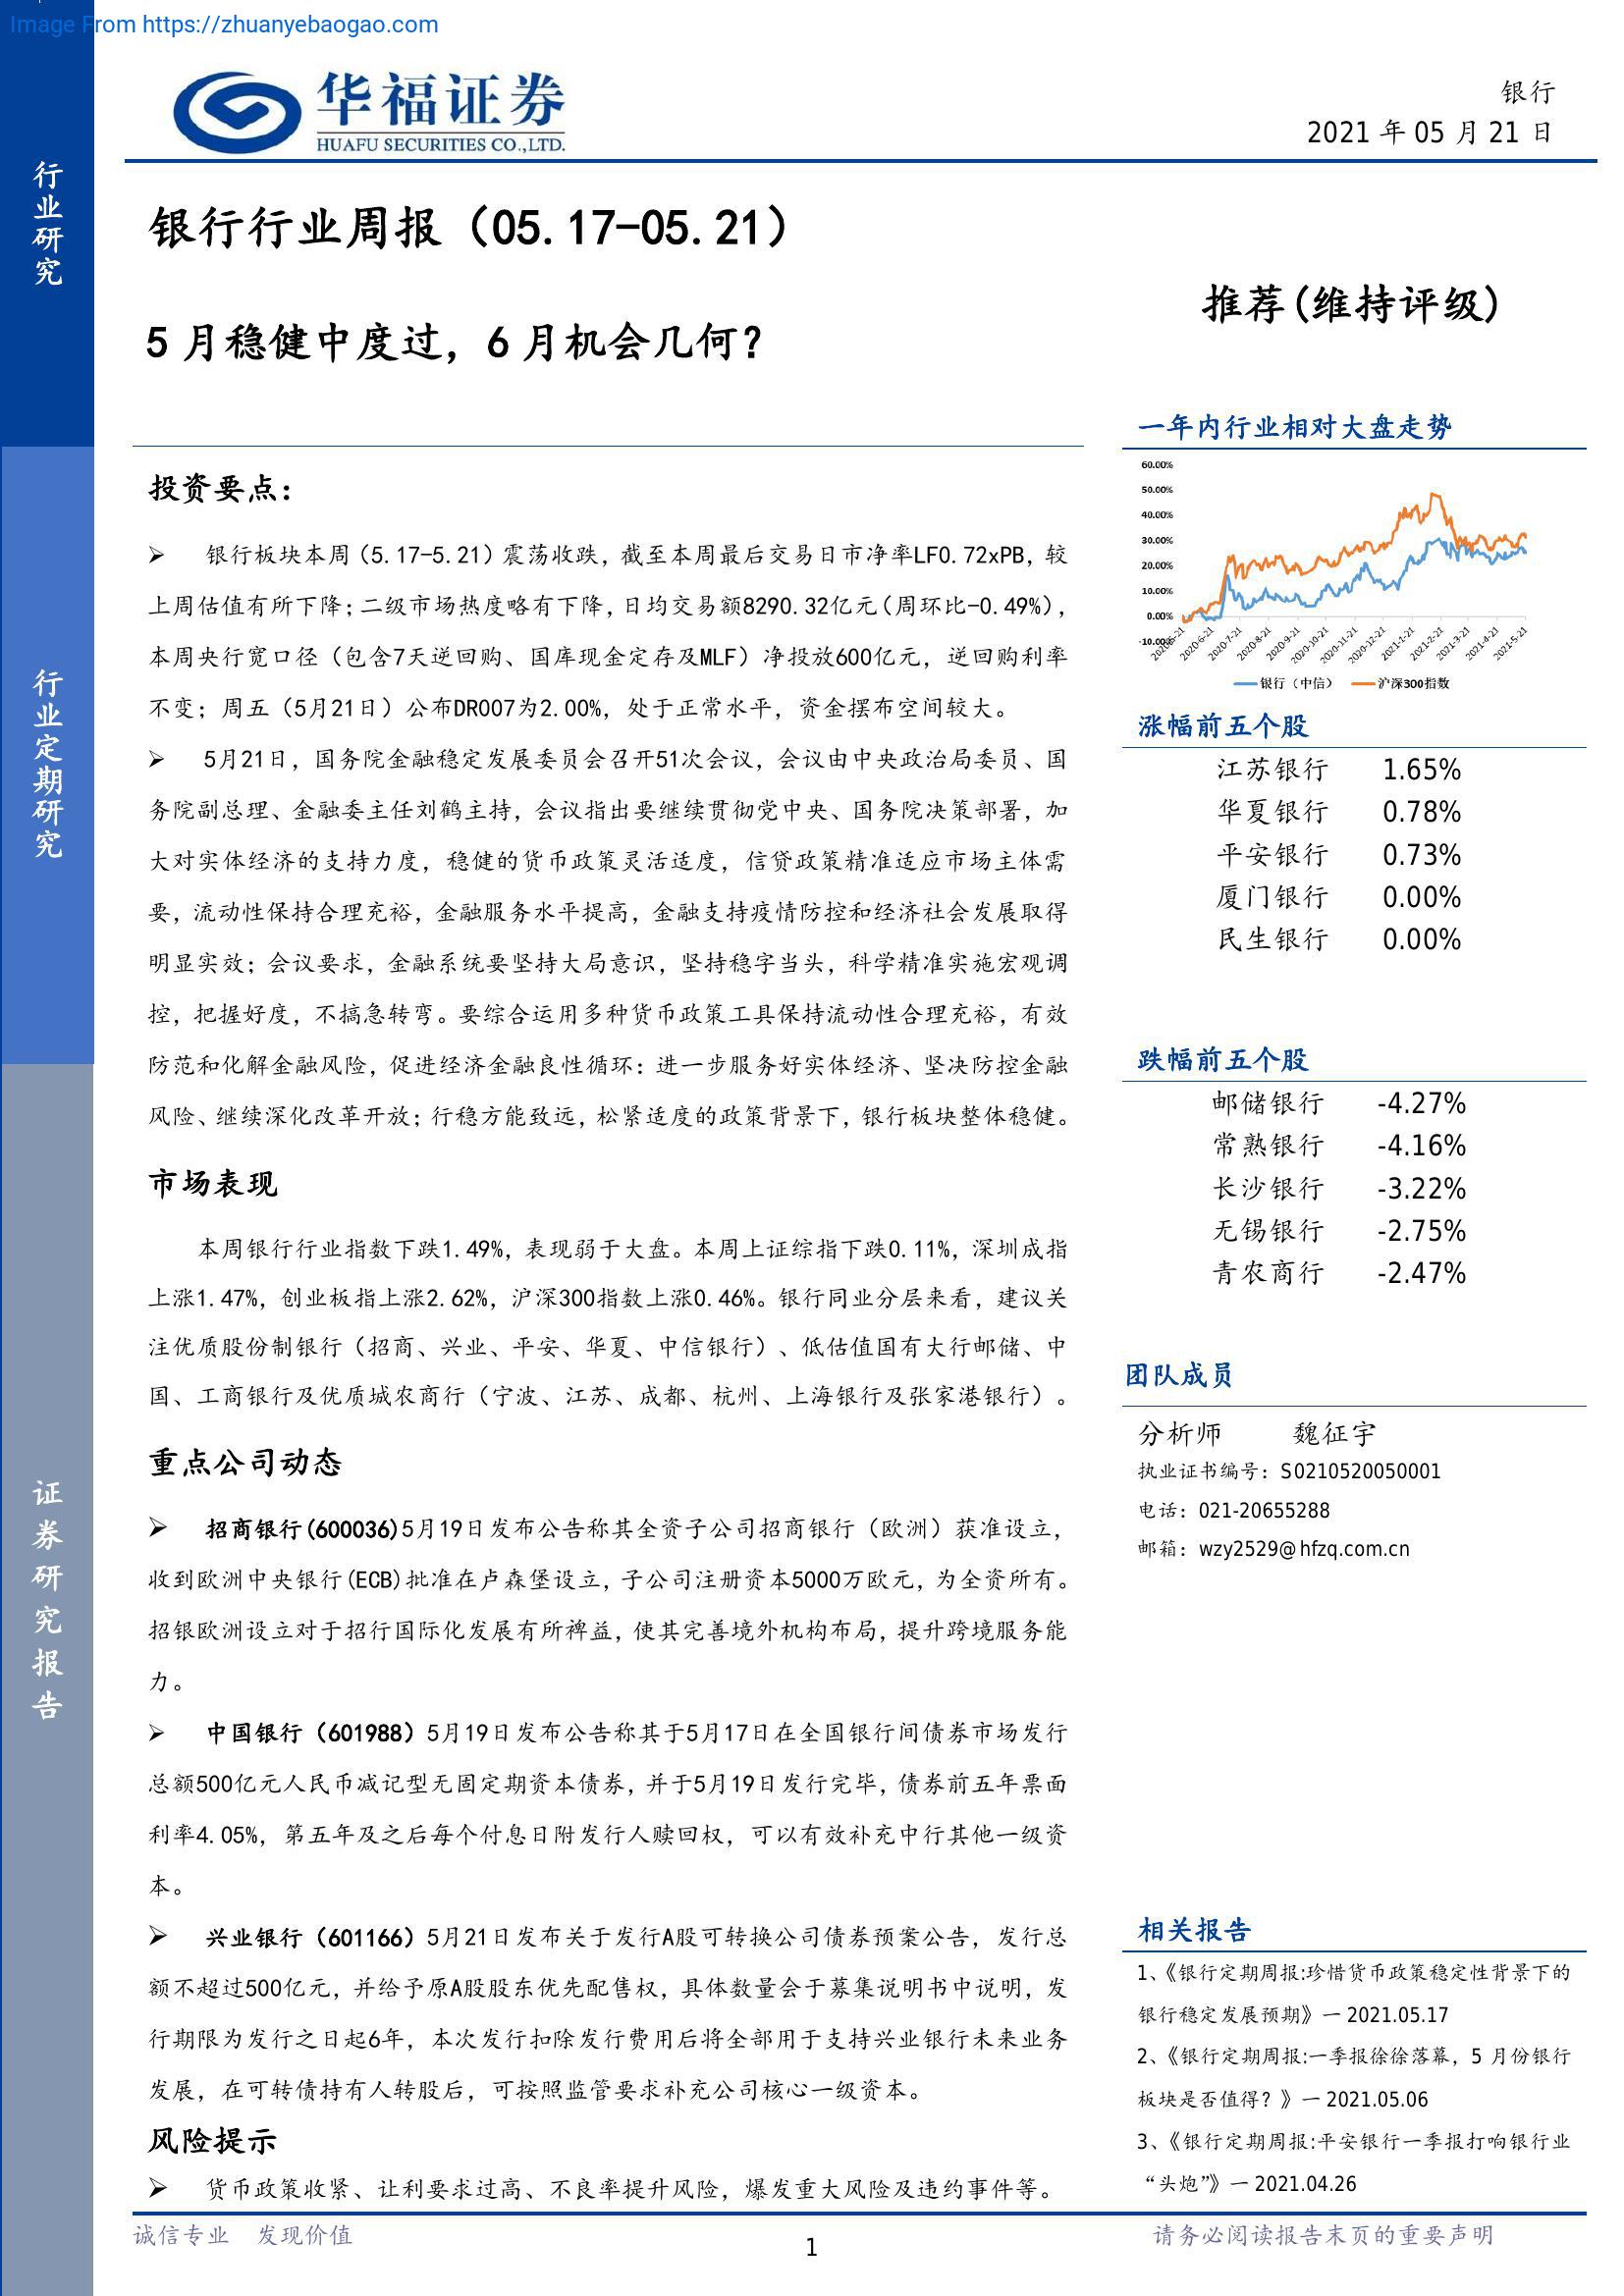 Image From https://zhuanyebaogao.com
华福证券
HUAFU SECURITIES CO.,LTD.
银行
2021 年 05 月 21 日
行业研究
行业定期研究
证券研究报告
银行行业周报（05.17-05.21）
5 月稳健中度过，6 月机会几何？
推荐(维持评级)
投资要点：
➢ 银行板块本周（5.17-5.21）震荡收跌，截至本周最后交易日市净率LF0.72xPB，较
上周估值有所下降；二级市场热度略有下降，日均交易额8290.32亿元（周环比-0.49%），
本周央行宽口径（包含7天逆回购、国库现金定存及MLF）净投放600亿元，逆回购利率
不变；周五（5月21日）公布DR007为2.00%，处于正常水平，资金摆布空间较大。
➢ 5月21日，国务院金融稳定发展委员会召开51次会议，会议由中央政治局委员、国
务院副总理、金融委主任刘鹤主持，会议指出要继续贯彻党中央、国务院决策部署，加
大对实体经济的支持力度，稳健的货币政策灵活适度，信贷政策精准适应市场主体需
要，流动性保持合理充裕，金融服务水平提高，金融支持疫情防控和经济社会发展取得
明显实效；会议要求，金融系统要坚持大局意识，坚持稳字当头，科学精准实施宏观调
控，把握好度，不搞急转弯。要综合运用多种货币政策工具保持流动性合理充裕，有效
防范和化解金融风险，促进经济金融良性循环：进一步服务好实体经济、坚决防控金融
风险、继续深化改革开放；行稳方能致远，松紧适度的政策背景下，银行板块整体稳健。
市场表现
本周银行行业指数下跌1.49%，表现弱于大盘。本周上证综指下跌0.11%，深圳成指
上涨1.47%，创业板指上涨2.62%，沪深300指数上涨0.46%。银行同业分层来看，建议关
注优质股份制银行（招商、兴业、平安、华夏、中信银行）、低估值国有大行邮储、中
国、工商银行及优质城农商行（宁波、江苏、成都、杭州、上海银行及张家港银行）。
重点公司动态
➢ 招商银行(600036)5月19日发布公告称其全资子公司招商银行（欧洲）获准设立，
收到欧洲中央银行(ECB)批准在卢森堡设立，子公司注册资本5000万欧元，为全资所有。
招银欧洲设立对于招行国际化发展有所裨益，使其完善境外机构布局，提升跨境服务能
力。
➢ 中国银行（601988）5月19日发布公告称其于5月17日在全国银行间债券市场发行
总额500亿元人民币减记型无固定期资本债券，并于5月19日发行完毕，债券前五年票面
利率4.05%，第五年及之后每个付息日附发行人赎回权，可以有效补充中行其他一级资
本。
➢ 兴业银行（601166）5月21日发布关于发行A股可转换公司债券预案公告，发行总
额不超过500亿元，并给予原A股股东优先配售权，具体数量会于募集说明书中说明，发
行期限为发行之日起6年，本次发行扣除发行费用后将全部用于支持兴业银行未来业务
发展，在可转债持有人转股后，可按照监管要求补充公司核心一级资本。
风险提示
➢ 货币政策收紧、让利要求过高、不良率提升风险，爆发重大风险及违约事件等。
一年内行业相对大盘走势
60.00%
50.00%
40.00%
30.00%
20.00%
10.00%
0.00%
-10.00%
2020-5-21
2020-6-21
2020-7-21
2020-8-21
2020-9-21
2020-10-21
2020-11-21
2020-12-21
2021-1-21
2021-2-21
2021-3-21
2021-4-21
2021-5-21
银行（中信） 沪深300指数
涨幅前五个股
江苏银行 1.65%
华夏银行 0.78%
平安银行 0.73%
厦门银行 0.00%
民生银行 0.00%
跌幅前五个股
邮储银行 -4.27%
常熟银行 -4.16%
长沙银行 -3.22%
无锡银行 -2.75%
青农商行 -2.47%
团队成员
分析师 魏征宇
执业证书编号：S0210520050001
电话：021-20655288
邮箱：wzy2529@hfzq.com.cn
相关报告
1、《银行定期周报:珍惜货币政策稳定性背景下的
银行稳定发展预期》一 2021.05.17
2、《银行定期周报:一季报徐徐落幕，5 月份银行
板块是否值得？》一 2021.05.06
3、《银行定期周报:平安银行一季报打响银行业
“头炮”》一 2021.04.26
诚信专业 发现价值
1
请务必阅读报告末页的重要声明